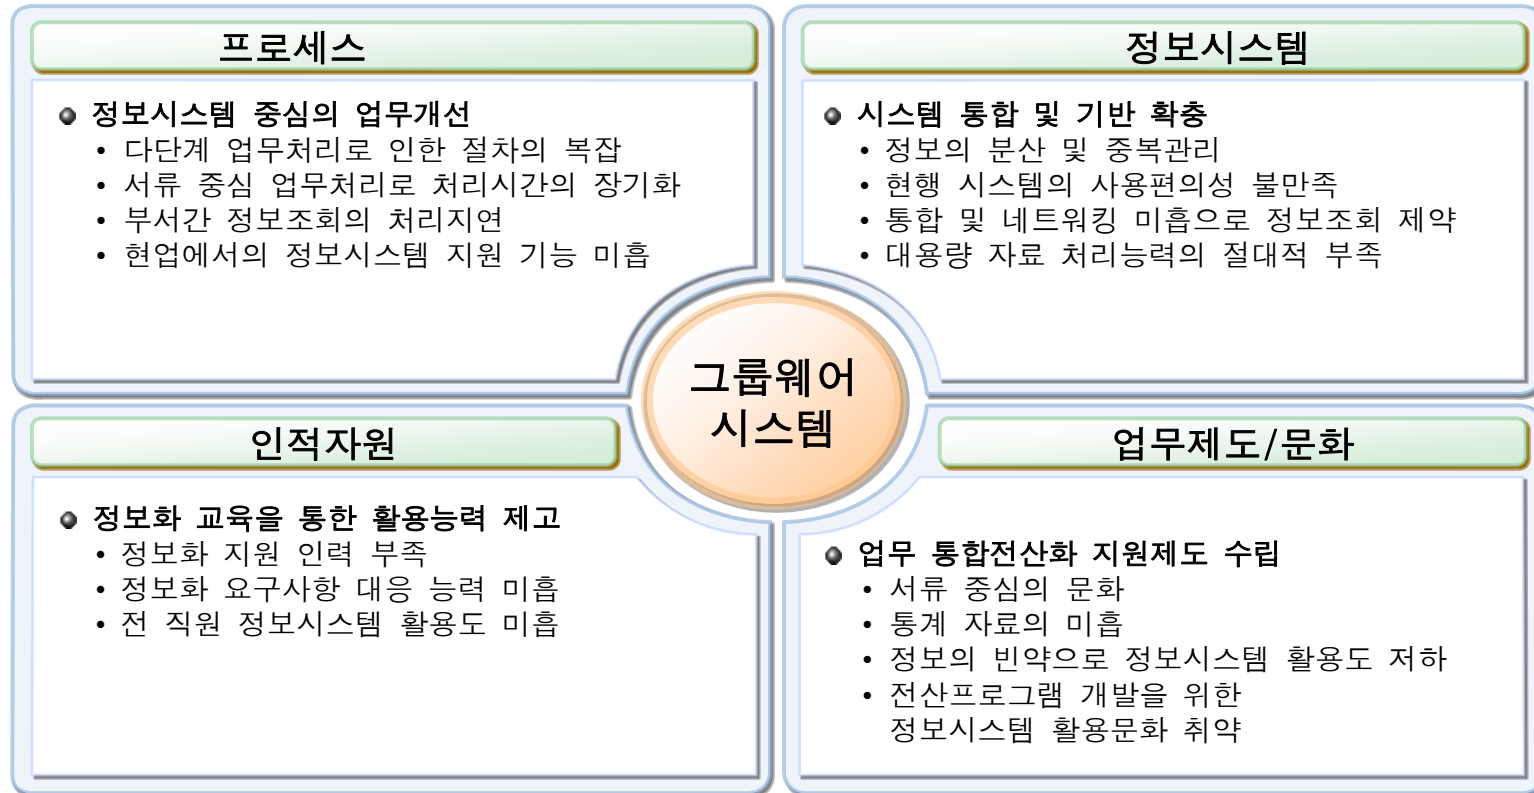 프로세스
• 정보시스템 중심의 업무개선
• 다단계 업무처리로 인한 절차의 복잡
• 서류 중심 업무처리로 처리시간의 장기화
• 부서간 정보조회의 처리지연
• 현업에서의 정보시스템 지원 기능 미흡
정보시스템
• 시스템 통합 및 기반 확충
• 정보의 분산 및 중복관리
• 현행 시스템의 사용편의성 불만족
• 통합 및 네트워킹 미흡으로 정보조회 제약
• 대용량 자료 처리능력의 절대적 부족
그룹웨어
시스템
인적자원
• 정보화 교육을 통한 활용능력 제고
• 정보화 지원 인력 부족
• 정보화 요구사항 대응 능력 미흡
• 전 직원 정보시스템 활용도 미흡
업무제도/문화
• 업무 통합전산화 지원제도 수립
• 서류 중심의 문화
• 통계 자료의 미흡
• 정보의 빈약으로 정보시스템 활용도 저하
• 전산프로그램 개발을 위한
정보시스템 활용문화 취약